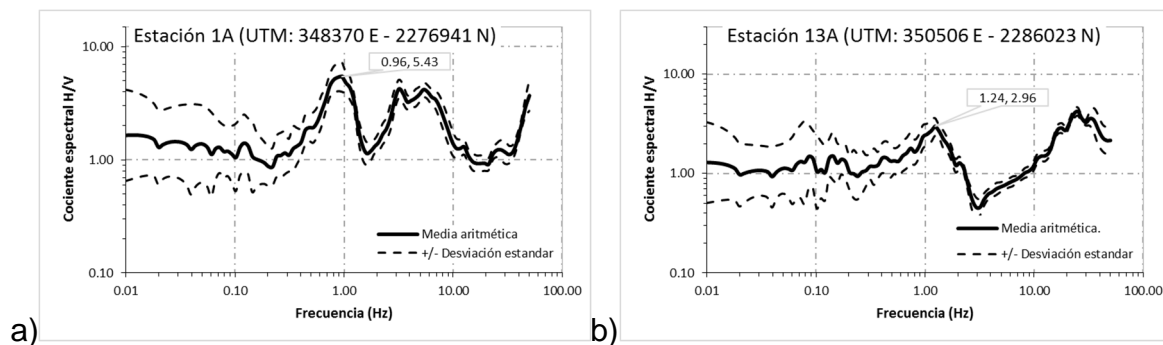 Estación 1A (UTM: 348370 E - 2276941 N)
10.00
0.96, 5.43
Cociente espectral H/V
1.00
Media aritmética
+/- Desviación estandar
0.10
0.01 0.10 1.00 10.00 100.00
Frecuencia (Hz)
a)
Estación 13A (UTM: 350506 E - 2286023 N)
10.00
1.24, 2.96
Cociente espectral H/V
1.00
Media aritmética.
+/- Desviación estandar
0.10
0.01 0.10 1.00 10.00 100.00
Frecuencia (Hz)
b)